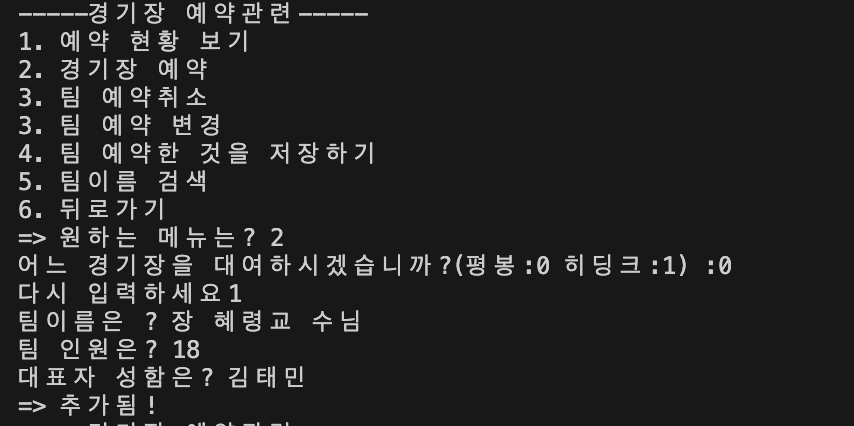 -----경기장 예약관련-----
1. 예약 현황 보기
2. 경기장 예약
3. 팀 예약취소
3. 팀 예약 변경
4. 팀 예약한 것을 저장하기
5. 팀이름 검색
6. 뒤로가기
=> 원하는 메뉴는? 2
어느 경기장을 대여하시겠습니까?(평봉:0 히딩크:1) :0
다시 입력하세요1
팀이름은 ? 장 혜령교 수님
팀 인원은? 18
대표자 성함은? 김태민
=> 추가됨!